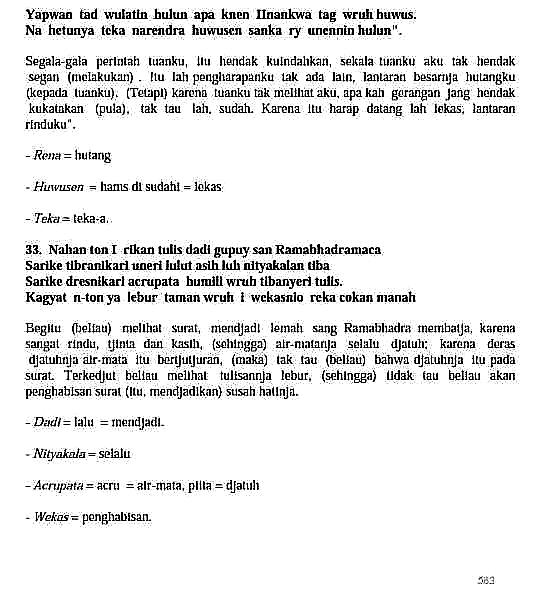 Yapwan tad wulatin hulun apa knen IInankwa tag wruh huwus.
Na hetunya teka narendra huwusen sanka ry unennin hulun".
Segala-gala perintah tuanku, itu hendak kuindahkan, sekala tuanku aku tak hendak
segan (melakukan) . Itu lah pengharapanku tak ada lain, lantaran besarnja hutangku
(kepada tuanku). (Tetapi) karena tuanku tak melihat aku, apa kah gerangan jang hendak
kukatakan (pula), tak tau lah, sudah. Karena itu harap datang lah lekas, lantaran
rinduku".
- Rena = hutang
- Huwusen = hams di sudahi = lekas
- Teka = teka-a.
33. Nahan ton I rikan tulis dadi gupuy san Ramabhadramaca
Sarike tibranikari uneri lulut asih luh nityakalan tiba
Sarike dresnikari acrupata humili wruh tibanyeri tulis.
Kagyat n-ton ya lebur taman wruh i wekasnio reka cokan manah
Begitu (beliau) melihat surat, mendjadi lemah sang Ramabhadra membatja, karena
sangat rindu, tjinta dan kasih, (sehingga) air-matanja selalu djatuh; karena deras
djatuhnja air-mata itu bertjutjuran, (maka) tak tau (beliau) bahwa djatuhnja itu pada
surat. Terkedjut beliau melihat tulisannja lebur, (sehingga) tidak tau beliau akan
penghabisan surat (itu, mendjadikan) susah hatinja.
- Dadi = lalu = mendjadi.
- Nityakala = selalu
- Acrupata = acru = air-mata, piita = djatuh
- Wekas = penghabisan.
563